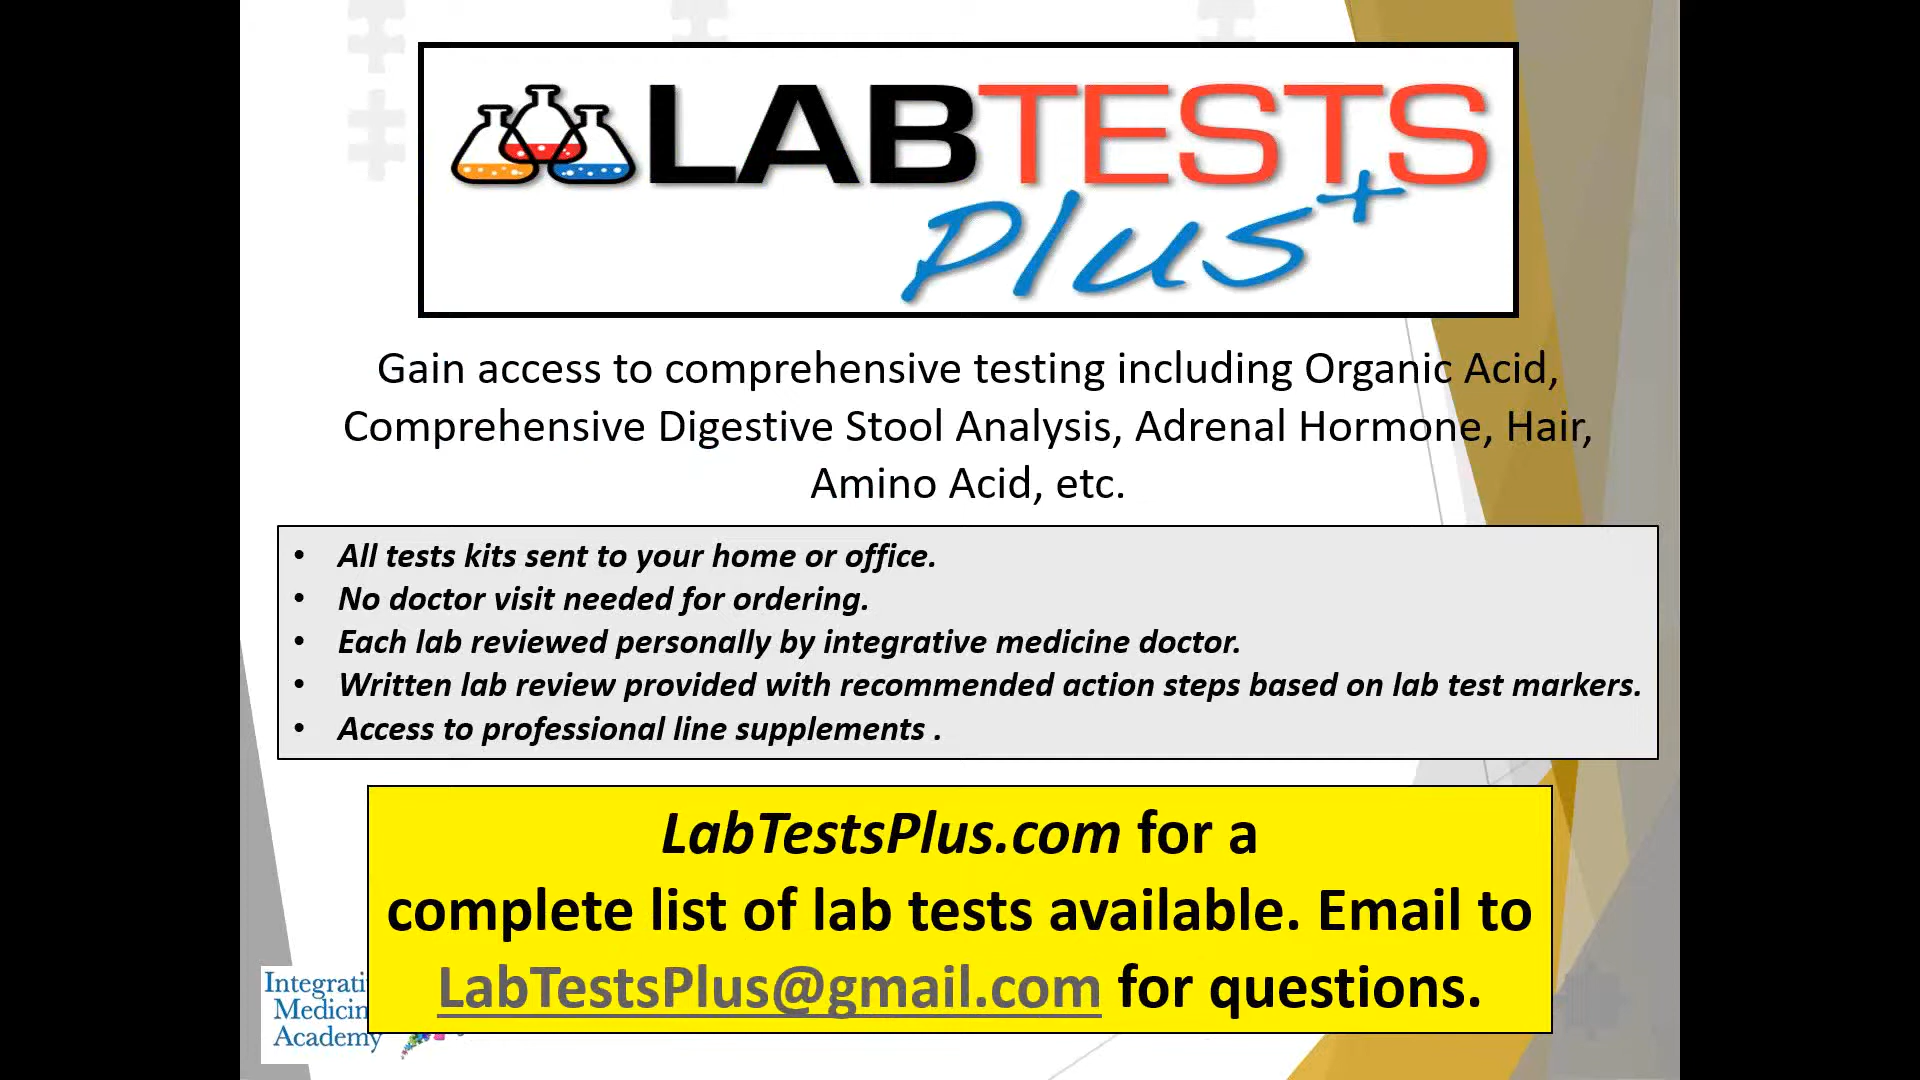 LABTESTS
plus+
Gain access to comprehensive testing including Organic Acid,
Comprehensive Digestive Stool Analysis, Adrenal Hormone, Hair,
Amino Acid, etc.
• All tests kits sent to your home or office.
• No doctor visit needed for ordering.
• Each lab reviewed personally by integrative medicine doctor.
• Written lab review provided with recommended action steps based on lab test markers.
• Access to professional line supplements .
LabTestsPlus.com for a
complete list of lab tests available. Email to
LabTestsPlus@gmail.com for questions.
Integrati
Medicin
Academy